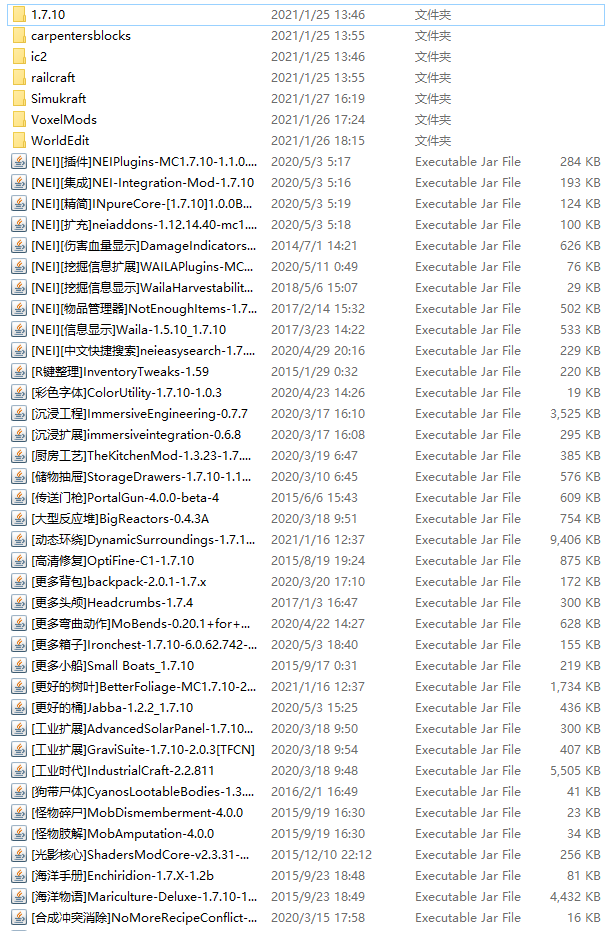 1.7.10 2021/1/25 13:46 文件夹
carpentersblocks 2021/1/25 13:55 文件夹
ic2 2021/1/25 13:46 文件夹
railcraft 2021/1/25 13:55 文件夹
Simukraft 2021/1/27 16:19 文件夹
VoxelMods 2021/1/26 17:24 文件夹
WorldEdit 2021/1/26 18:15 文件夹
[NEI][插件]NEIPlugins-MC1.7.10-1.1.0.... 2020/5/3 5:17 Executable Jar File 284 KB
[NEI][集成]NEI-Integration-Mod-1.7.10 2020/5/3 5:16 Executable Jar File 193 KB
[NEI][精简]INpureCore-[1.7.10]1.0.0B... 2020/5/3 5:19 Executable Jar File 124 KB
[NEI][扩充]neiaddons-1.12.14.40-mc1.... 2020/5/3 5:18 Executable Jar File 100 KB
[NEI][伤害血量显示]DamageIndicators... 2014/7/1 14:21 Executable Jar File 626 KB
[NEI][挖掘信息扩展]WAILAPlugins-MC... 2020/5/11 0:49 Executable Jar File 76 KB
[NEI][挖掘信息显示]WailaHarvestabilit... 2018/5/6 15:07 Executable Jar File 29 KB
[NEI][物品管理器]NotEnoughItems-1.7... 2017/2/14 15:32 Executable Jar File 502 KB
[NEI][信息显示]Waila-1.5.10_1.7.10 2017/3/23 14:22 Executable Jar File 533 KB
[NEI][中文快捷搜索]neieasysearch-1.7.... 2020/4/29 20:16 Executable Jar File 229 KB
[R键整理]InventoryTweaks-1.59 2015/1/29 0:32 Executable Jar File 220 KB
[彩色字体]ColorUtility-1.7.10-1.0.3 2020/4/23 14:26 Executable Jar File 19 KB
[沉浸工程]ImmersiveEngineering-0.7.7 2020/3/17 16:10 Executable Jar File 3,525 KB
[沉浸扩展]immersiveintegration-0.6.8 2020/3/17 16:08 Executable Jar File 295 KB
[厨房工艺]TheKitchenMod-1.3.23-1.7.... 2020/3/19 6:47 Executable Jar File 385 KB
[储物抽屉]StorageDrawers-1.7.10-1.1... 2020/3/10 6:45 Executable Jar File 576 KB
[传送门枪]PortalGun-4.0.0-beta-4 2015/6/6 15:43 Executable Jar File 609 KB
[大型反应堆]BigReactors-0.4.3A 2020/3/18 9:51 Executable Jar File 754 KB
[动态环绕]DynamicSurroundings-1.7.1... 2021/1/16 12:37 Executable Jar File 9,406 KB
[高清修复]OptiFine-C1-1.7.10 2015/8/19 19:24 Executable Jar File 875 KB
[更多背包]backpack-2.0.1-1.7.x 2020/3/20 17:10 Executable Jar File 172 KB
[更多头颅]Headcrumbs-1.7.4 2017/1/3 16:47 Executable Jar File 300 KB
[更多弯曲动作]MoBends-0.20.1+for+... 2020/4/22 14:27 Executable Jar File 628 KB
[更多箱子]Ironchest-1.7.10-6.0.62.742-... 2020/5/3 18:40 Executable Jar File 155 KB
[更多小船]Small Boats_1.7.10 2015/9/17 0:31 Executable Jar File 219 KB
[更好的树叶]BetterFoliage-MC1.7.10-2... 2021/1/16 12:37 Executable Jar File 1,734 KB
[更好的桶]Jabba-1.2.2_1.7.10 2020/5/3 15:25 Executable Jar File 436 KB
[工业扩展]AdvancedSolarPanel-1.7.10... 2020/3/18 9:50 Executable Jar File 300 KB
[工业扩展]GraviSuite-1.7.10-2.0.3[TFCN] 2020/3/18 9:54 Executable Jar File 407 KB
[工业时代]IndustrialCraft-2.2.811 2020/3/18 9:48 Executable Jar File 5,505 KB
[狗带尸体]CyanosLootableBodies-1.3.... 2016/2/1 16:49 Executable Jar File 41 KB
[怪物碎尸]MobDismemberment-4.0.0 2015/9/19 16:30 Executable Jar File 23 KB
[怪物肢解]MobAmputation-4.0.0 2015/9/19 16:30 Executable Jar File 34 KB
[光影核心]ShadersModCore-v2.3.31-... 2015/12/10 22:12 Executable Jar File 256 KB
[海洋手册]Enchiridion-1.7.X-1.2b 2015/9/23 18:48 Executable Jar File 81 KB
[海洋物语]Mariculture-Deluxe-1.7.10-1... 2015/9/23 18:49 Executable Jar File 4,432 KB
[合成冲突消除]NoMoreRecipeConflict-... 2020/3/15 17:58 Executable Jar File 16 KB